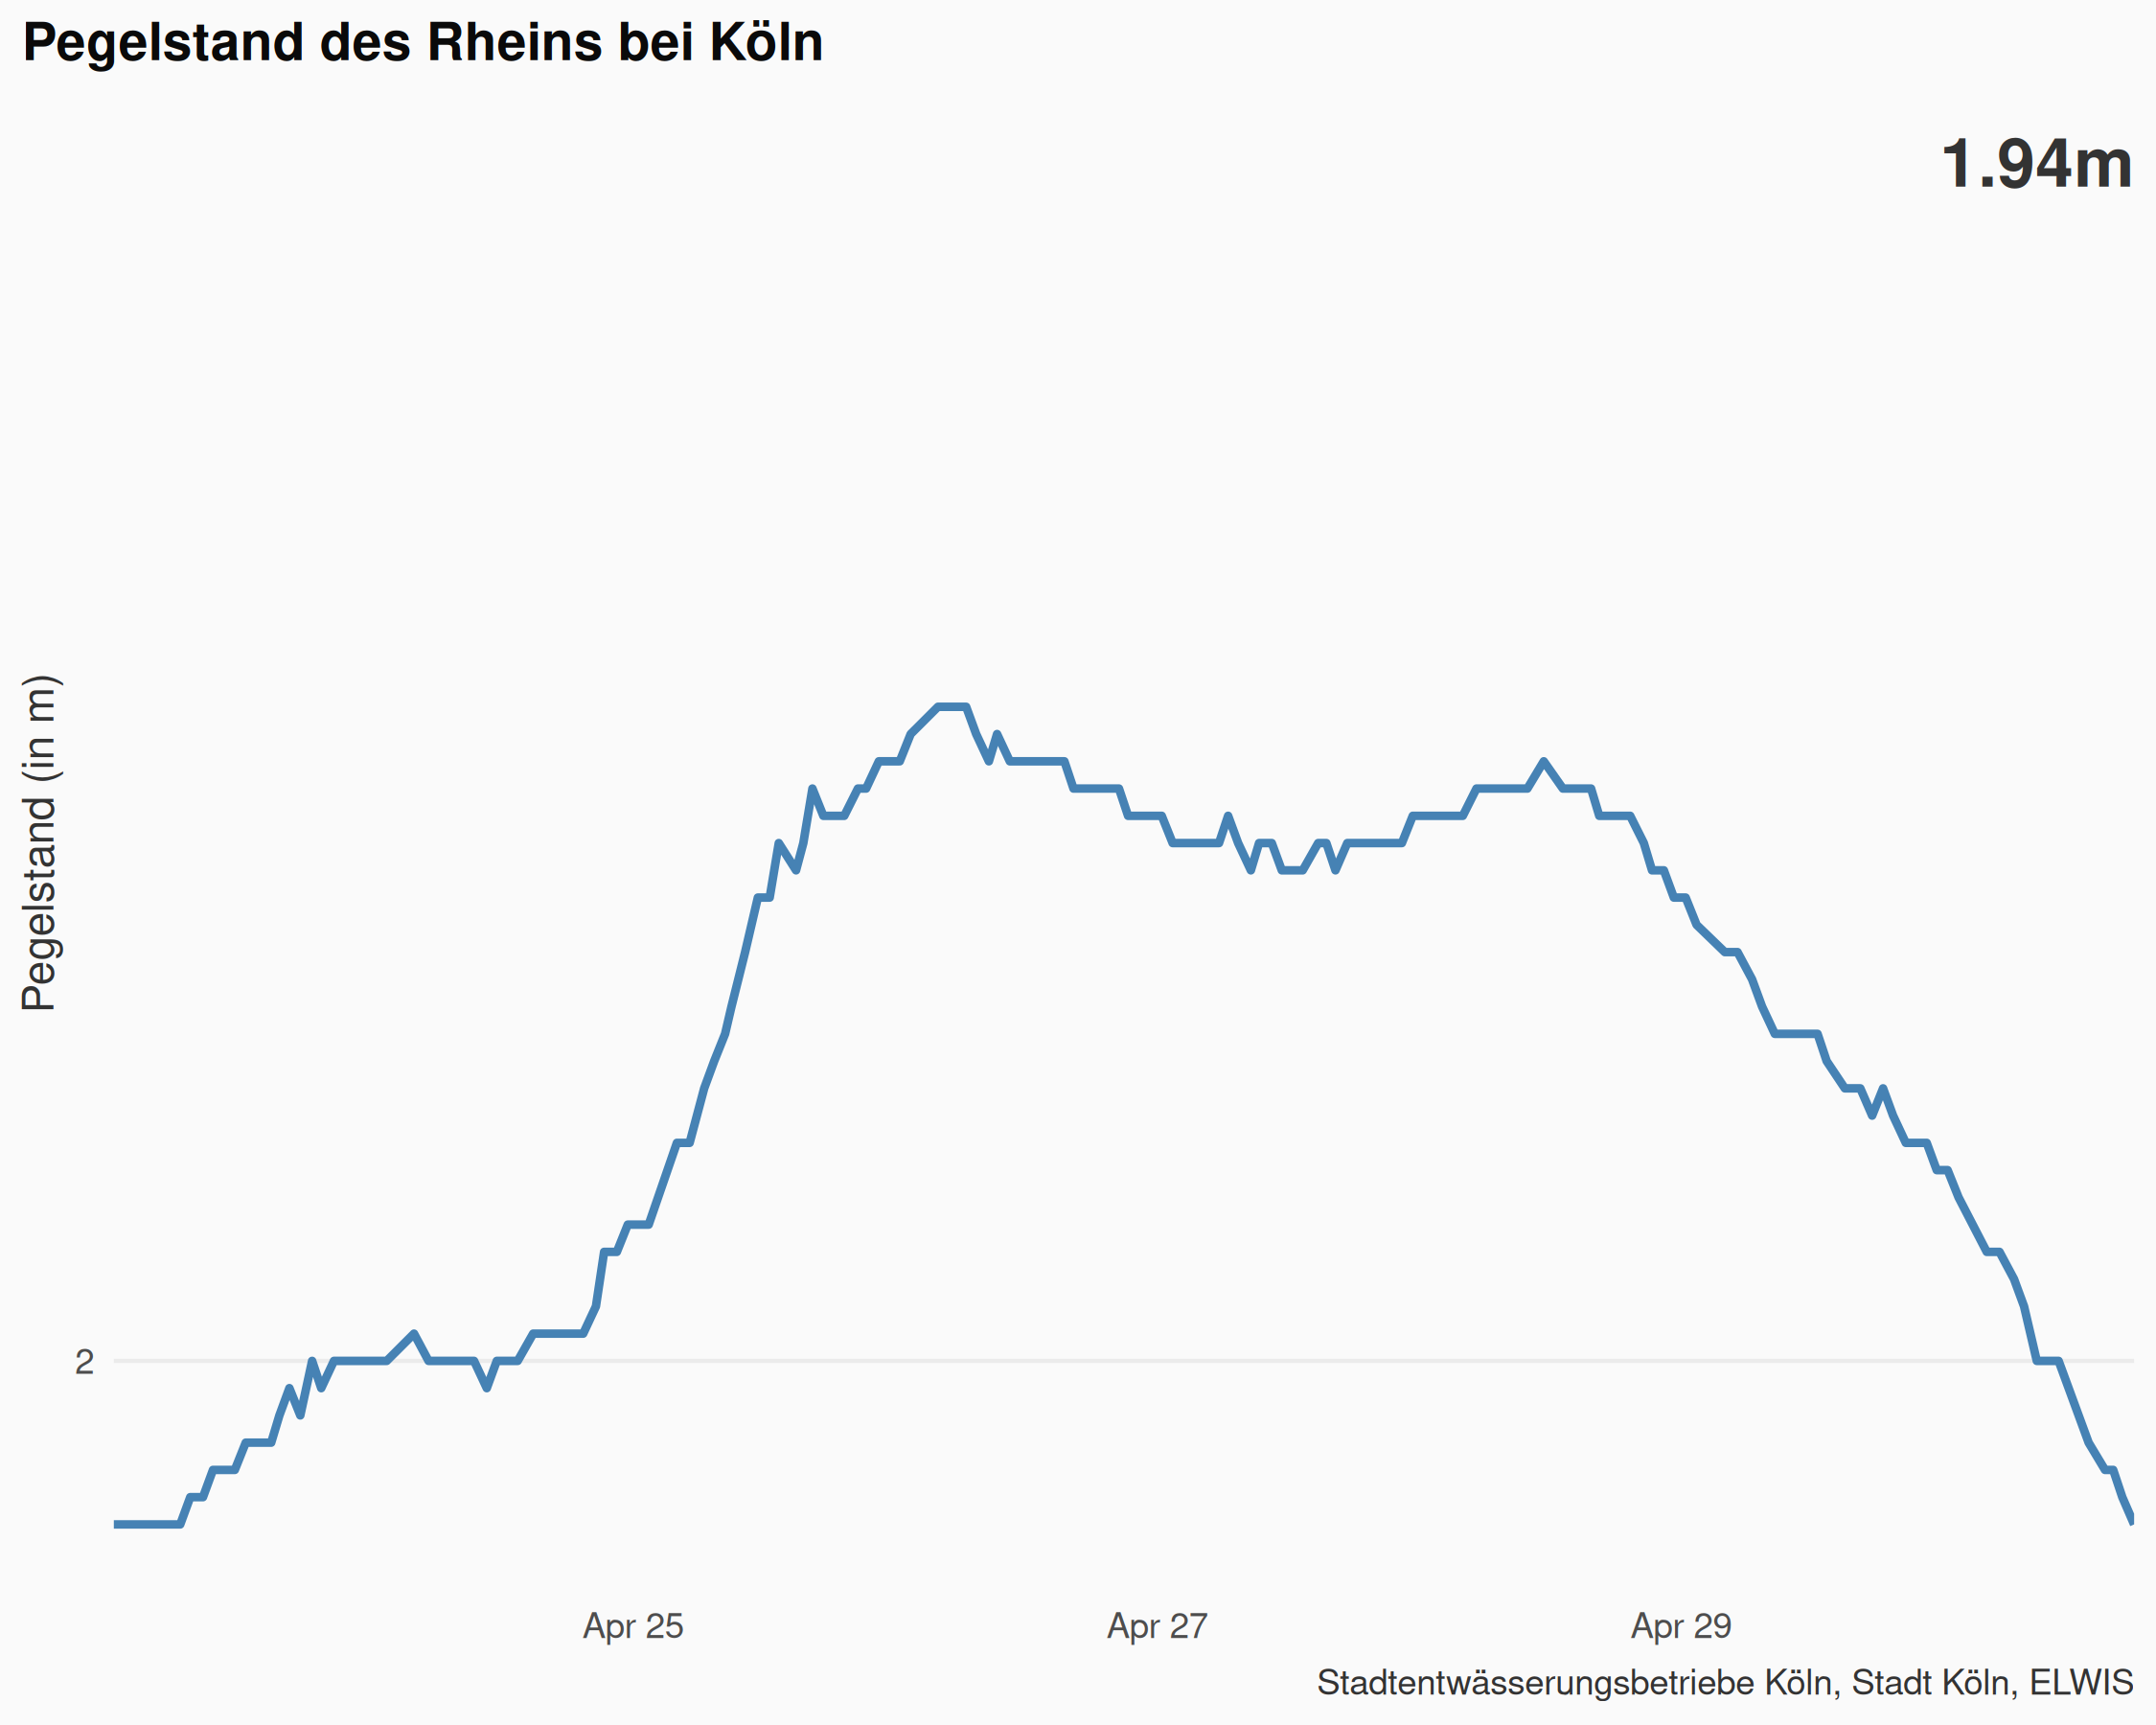 Pegelstand des Rheins bei Köln
1.94m
Pegelstand (in m)
2
Apr 25
Apr 27
Apr 29
Stadtentwässerungsbetriebe Köln, Stadt Köln, ELWIS